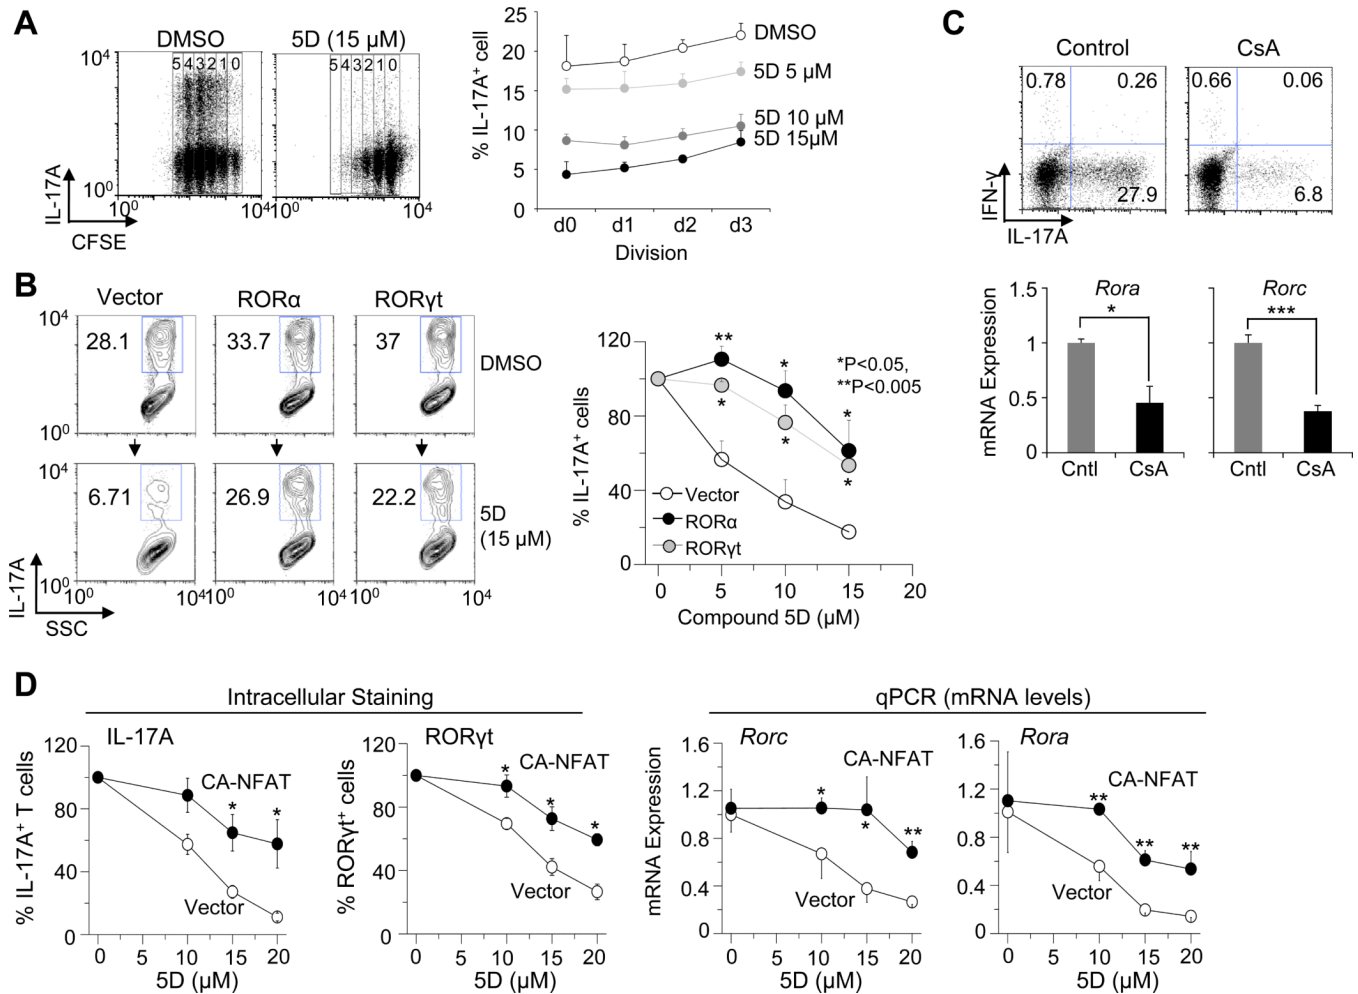 A
DMSO
5D (15 µM)
10⁴
5 4 3 2 1 0
5 4 3 2 1 0
IL-17A
10⁰
10⁰
10⁴
10⁰
10⁴
CFSE
% IL-17A⁺ cell
25
20
15
10
5
0
DMSO
5D 5 µM
5D 10 µM
5D 15µM
d0 d1 d2 d3
Division
C
Control
CsA
0.78
0.26
0.66
0.06
27.9
6.8
IFN-γ
IL-17A
mRNA Expression
1.5
1
0.5
0
Rora
*
Cntl CsA
Rorc
***
Cntl CsA
B
Vector
RORα
RORγt
10⁴
28.1
33.7
37
DMSO
10⁰
10⁴
6.71
26.9
22.2
5D
(15 µM)
IL-17A
10⁰
10⁰
10⁴
10⁰
10⁴
10⁰
10⁴
SSC
% IL-17A⁺ cells
120
80
40
0
**
*
*
*
*
*
*P<0.05,
**P<0.005
Vector
RORα
RORγt
0 5 10 15 20
Compound 5D (µM)
D
Intracellular Staining
qPCR (mRNA levels)
IL-17A
% IL-17A⁺ T cells
120
80
40
0
CA-NFAT
*
*
Vector
0 5 10 15 20
5D (µM)
RORγt
% RORγt⁺ cells
120
80
40
0
CA-NFAT
*
*
*
Vector
0 5 10 15 20
5D (µM)
Rorc
mRNA Expression
1.6
1.2
0.8
0.4
0
CA-NFAT
*
*
**
Vector
0 5 10 15 20
5D (µM)
Rora
1.6
1.2
0.8
0.4
0
CA-NFAT
**
**
**
Vector
0 5 10 15 20
5D (µM)